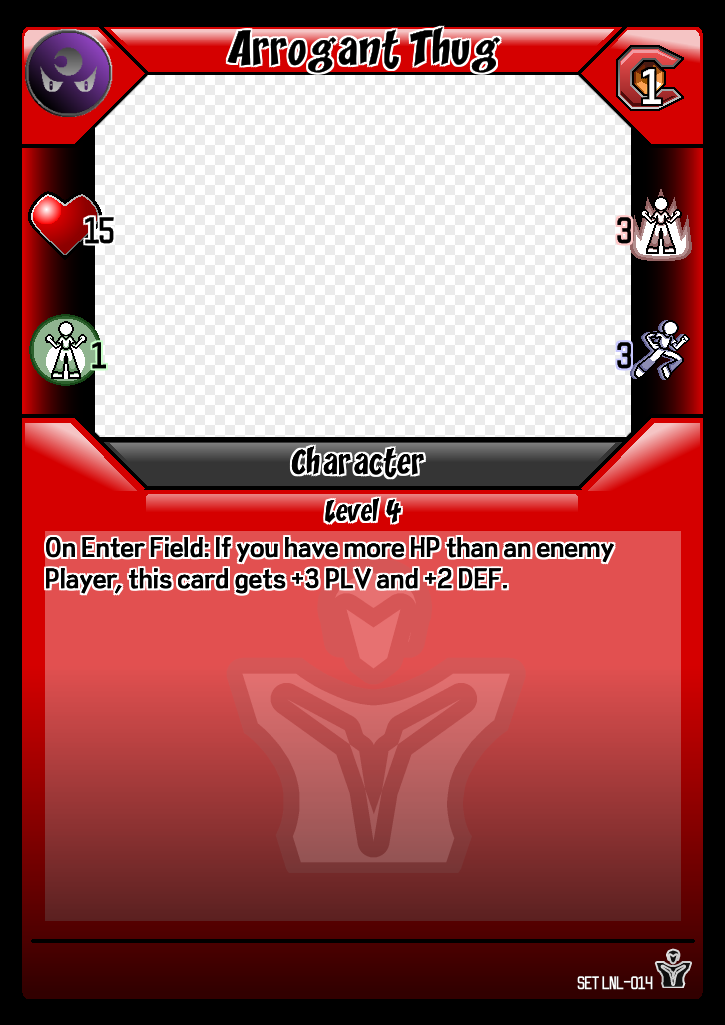 Arrogant Thug
1
15
3
1
3
Character
Level 4
On Enter Field: If you have more HP than an enemy
Player, this card gets +3 PLV and +2 DEF.
SET LNL-014